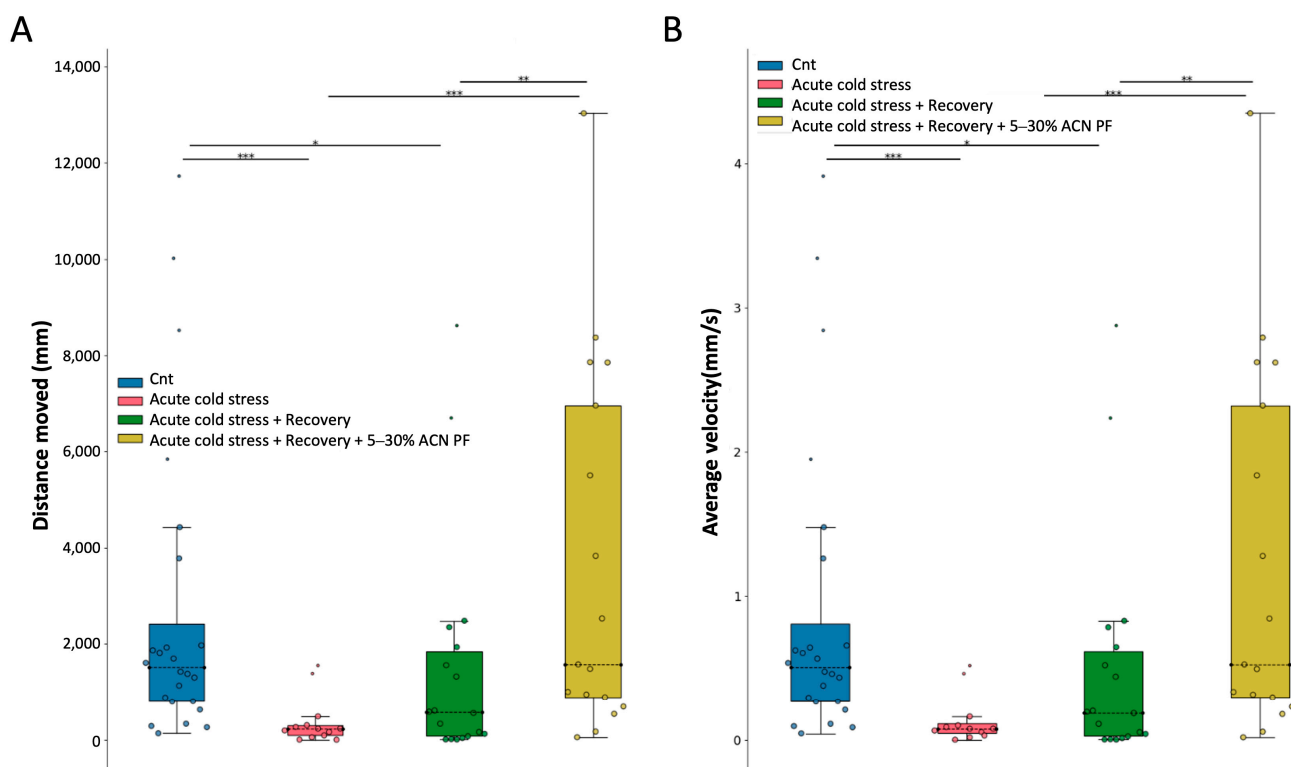 A
Distance moved (mm)
14,000
12,000
10,000
8,000
6,000
4,000
2,000
0
**
***
*
***
Cnt
Acute cold stress
Acute cold stress + Recovery
Acute cold stress + Recovery + 5–30% ACN PF
B
Average velocity(mm/s)
4
3
2
1
0
Cnt
Acute cold stress
Acute cold stress + Recovery
Acute cold stress + Recovery + 5–30% ACN PF
**
***
*
***